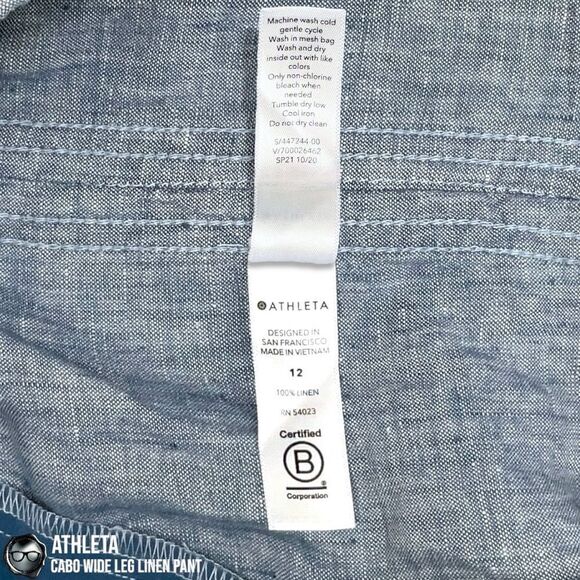 Machine wash cold
gentle cycle
Wash in mesh bag
Wash and dry
inside out with like
colors
Only non-chlorine
bleach when needed
Tumble dry low
Cool iron
Do not dry clean
S/447244 00
V/700026462
SP21 10/20
ATHLETA
DESIGNED IN
SAN FRANCISCO
MADE IN VIETNAM
12
100% LINEN
RN 54023
Certified
B
®
Corporation
ATHLETA
CABO WIDE LEG LINEN PANT